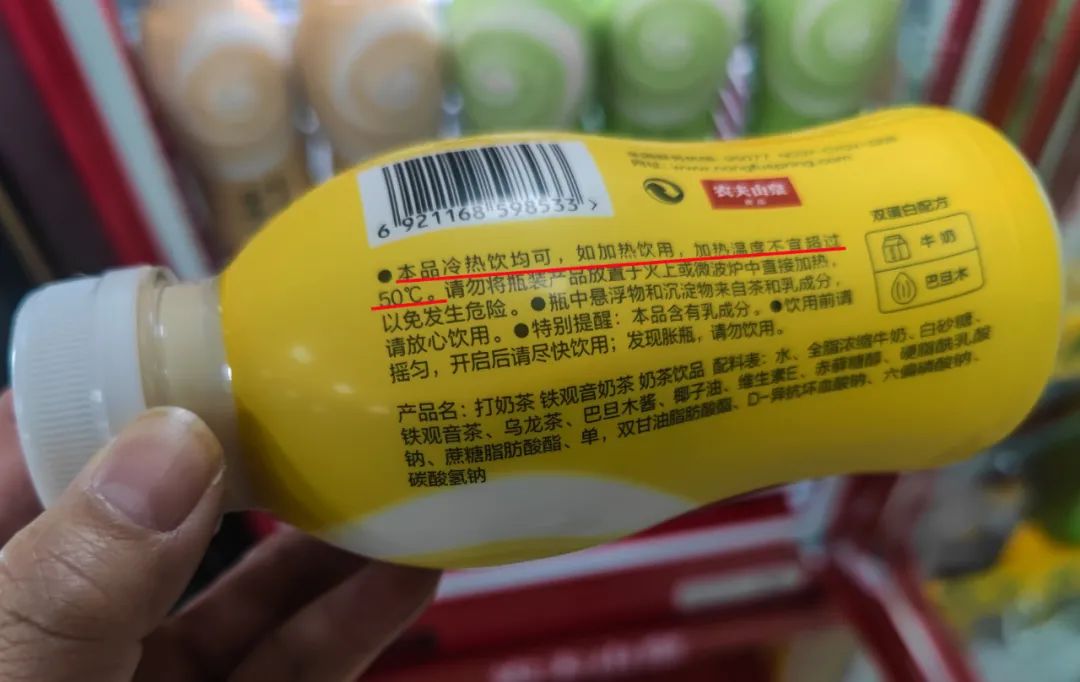 6 921168 598533 >
网址：www.nongfuspring.com
农夫山泉
双蛋白配方
牛奶
巴旦木
●本品冷热饮均可，如加热饮用，加热温度不宜超过
50℃。请勿将瓶装产品放置于火上或微波炉中直接加热，
以免发生危险。●瓶中悬浮物和沉淀物来自茶和乳成分，
请放心饮用。●特别提醒：本品含有乳成分。●饮用前请
摇匀，开启后请尽快饮用；发现胀瓶，请勿饮用。
产品名：打奶茶 铁观音奶茶 奶茶饮品 配料表：水、全脂浓缩牛奶、白砂糖、
铁观音茶、乌龙茶、巴旦木酱、椰子油、维生素E、赤藓糖醇、硬脂酰乳酸
钠、蔗糖脂肪酸酯、单，双甘油脂肪酸酯、D-异抗坏血酸钠、六偏磷酸钠、
碳酸氢钠